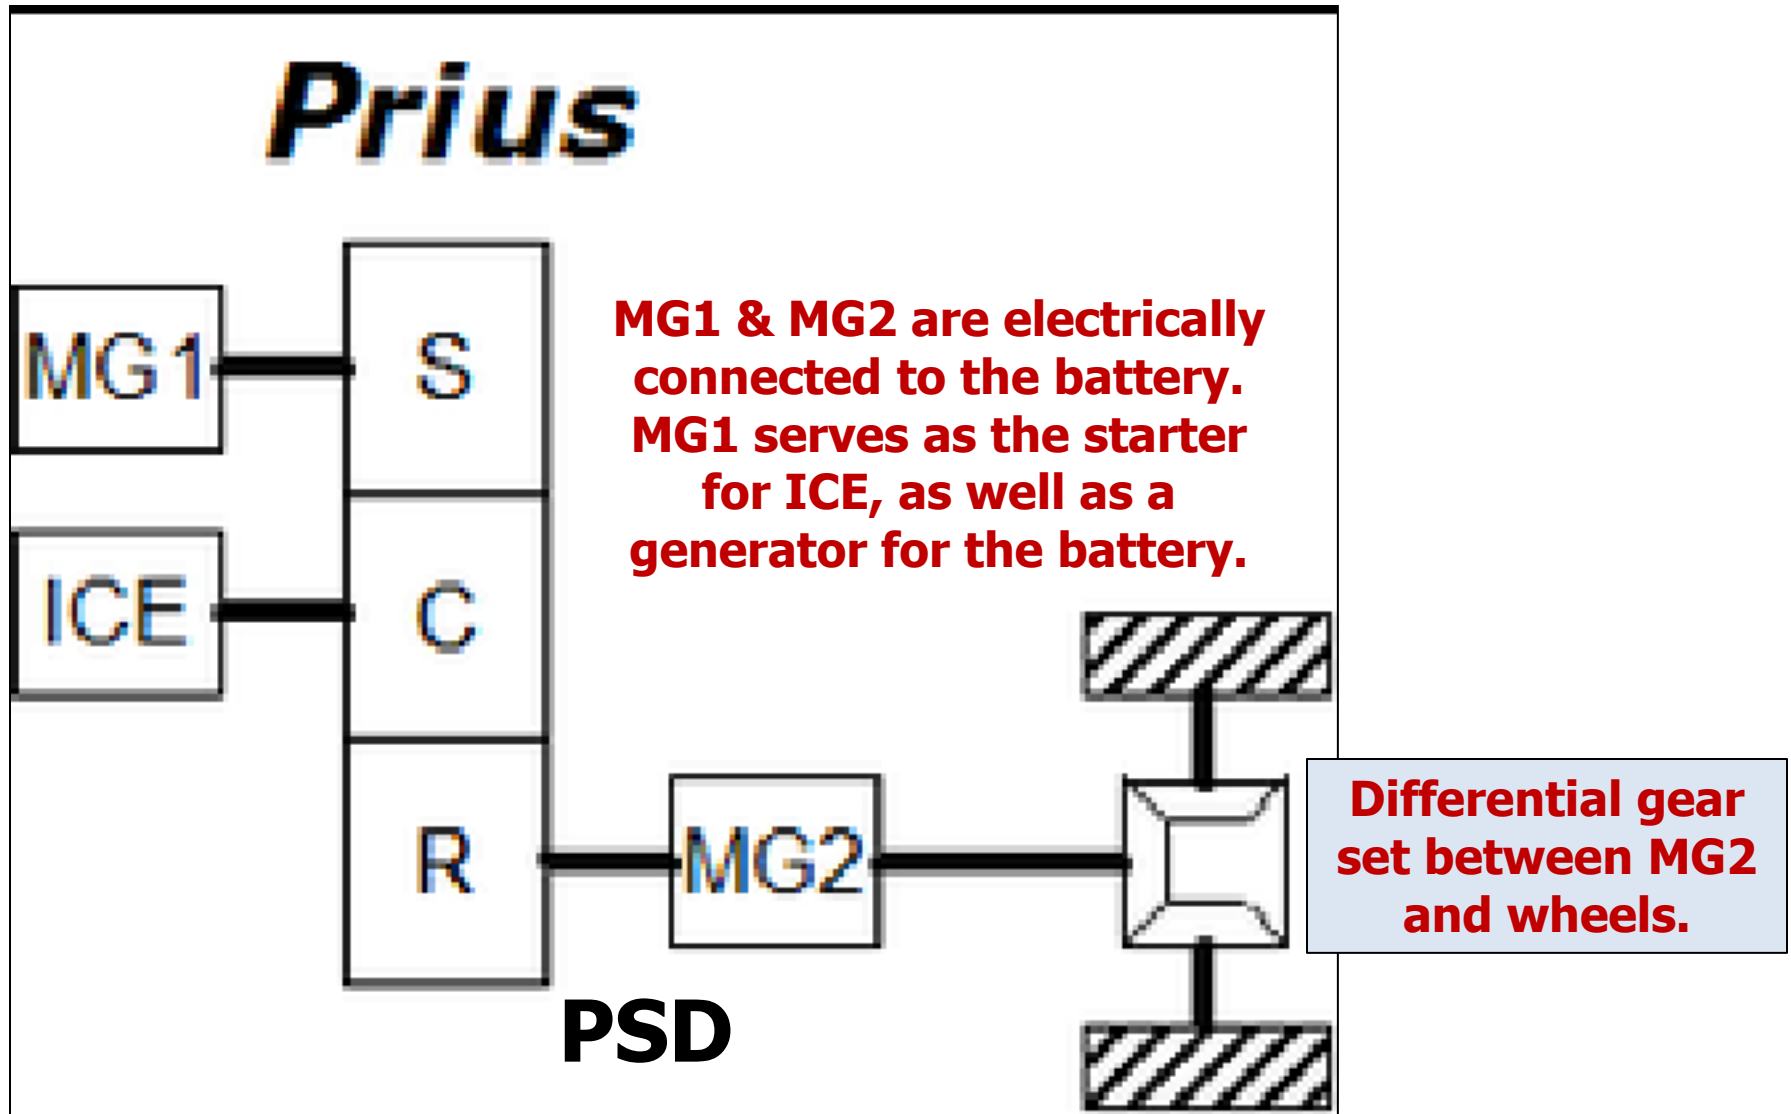 Prius
MG1
S
MG1 & MG2 are electrically
connected to the battery.
MG1 serves as the starter
for ICE, as well as a
generator for the battery.
ICE
C
R
MG2
Differential gear
set between MG2
and wheels.
PSD